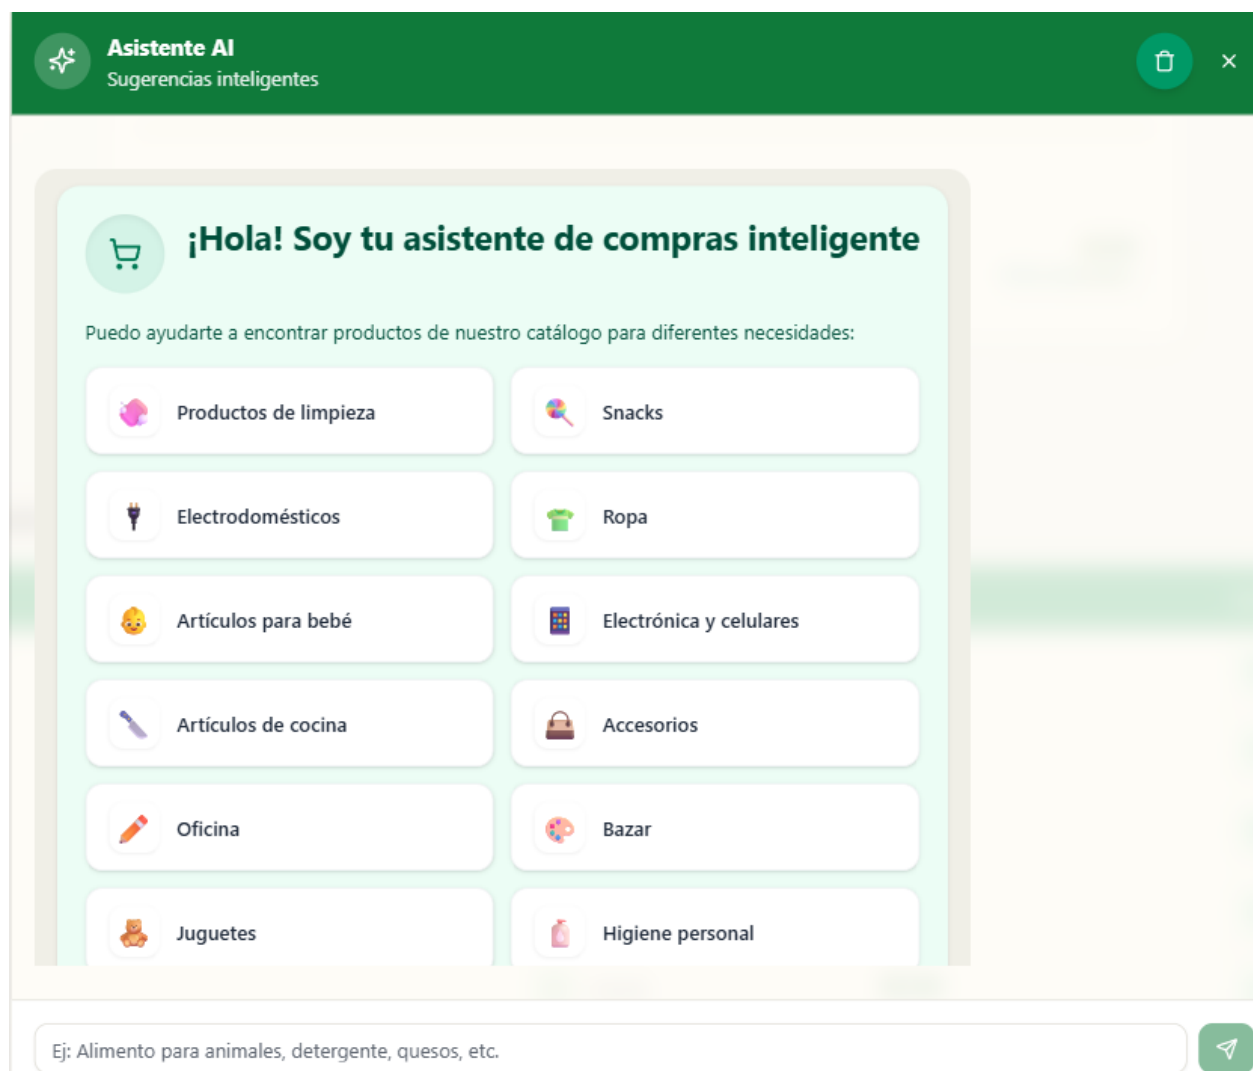 Asistente AI
Sugerencias inteligentes
¡Hola! Soy tu asistente de compras inteligente
Puedo ayudarte a encontrar productos de nuestro catálogo para diferentes necesidades:
Productos de limpieza
Snacks
Electrodomésticos
Ropa
Artículos para bebé
Electrónica y celulares
Artículos de cocina
Accesorios
Oficina
Bazar
Juguetes
Higiene personal
Ej: Alimento para animales, detergente, quesos, etc.